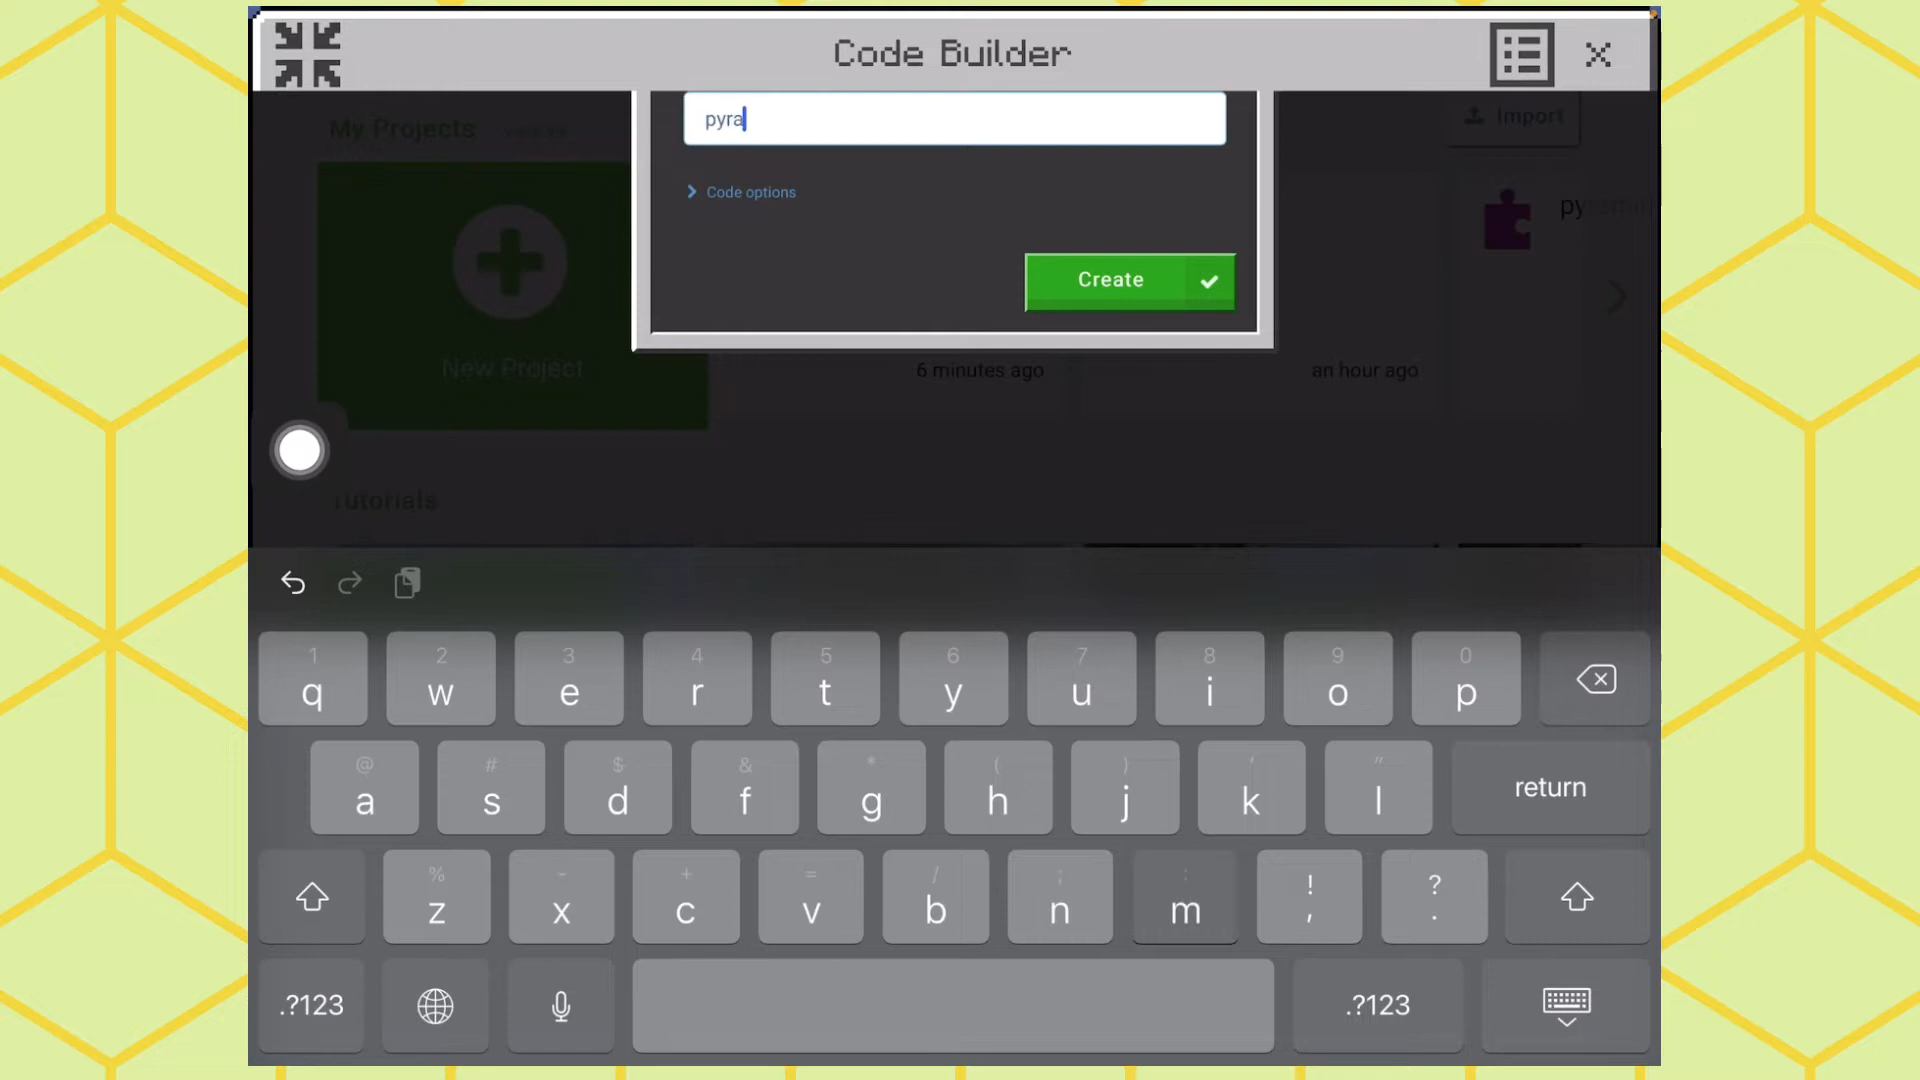 Code Builder
pyra
My Projects
Import
Code options
Create
New Project
6 minutes ago
an hour ago
Tutorials
1 2 3 4 5 6 7 8 9 0
q w e r t y u i o p
@ # $ & * ( ) ' "
a s d f g h j k l return
% - + = / ; : ! ?
z x c v b n m , .
.?123 .?123